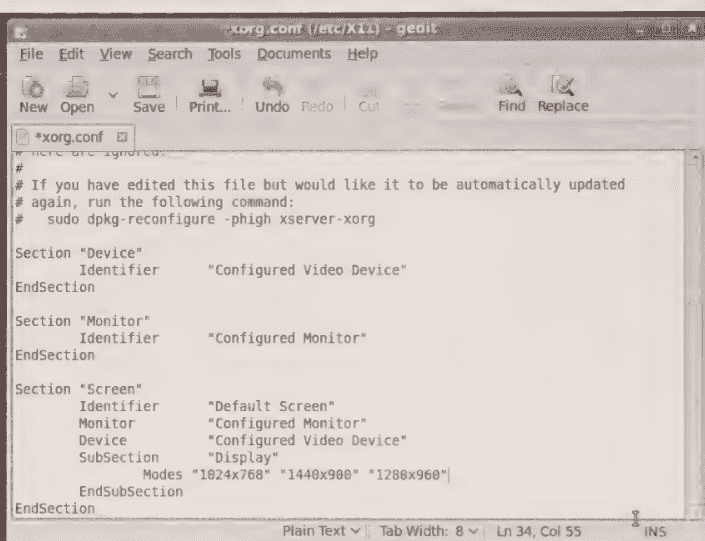 *xorg.conf (/etc/X11) - gedit
File Edit View Search Tools Documents Help
New Open Save Print... Undo Redo Cut Find Replace
*xorg.conf
# here are ignored.
#
# If you have edited this file but would like it to be automatically updated
# again, run the following command:
#   sudo dpkg-reconfigure -phigh xserver-xorg
Section "Device"
Identifier "Configured Video Device"
EndSection
Section "Monitor"
Identifier "Configured Monitor"
EndSection
Section "Screen"
Identifier "Default Screen"
Monitor "Configured Monitor"
Device "Configured Video Device"
SubSection "Display"
Modes "1024x768" "1440x900" "1280x960"
EndSubSection
EndSection
Plain Text Tab Width: 8 Ln 34, Col 55 INS